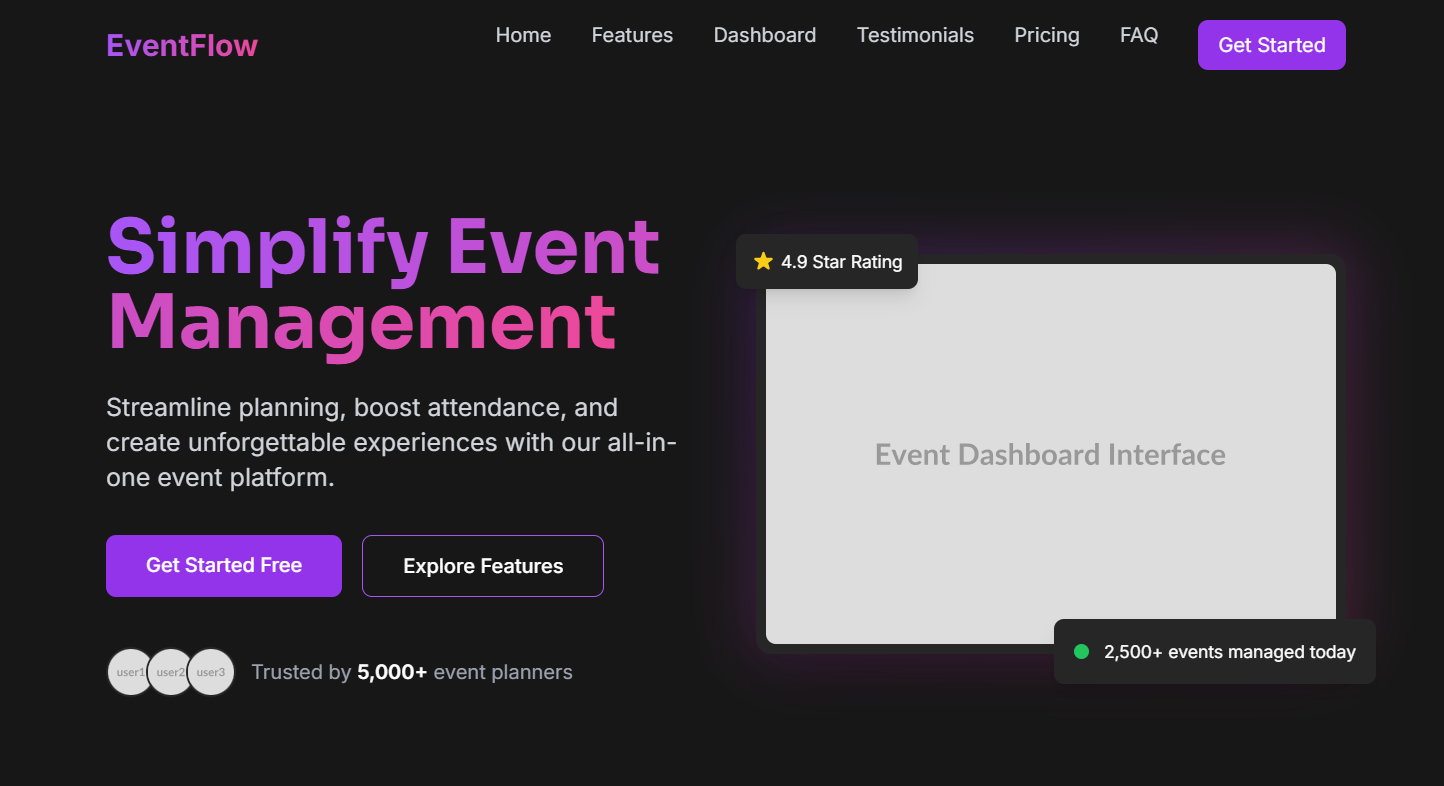 EventFlow
Home
Features
Dashboard
Testimonials
Pricing
FAQ
Get Started
Simplify Event
Management
Streamline planning, boost attendance, and
create unforgettable experiences with our all-in-
one event platform.
Get Started Free
Explore Features
user1
user2
user3
Trusted by 5,000+ event planners
4.9 Star Rating
Event Dashboard Interface
2,500+ events managed today